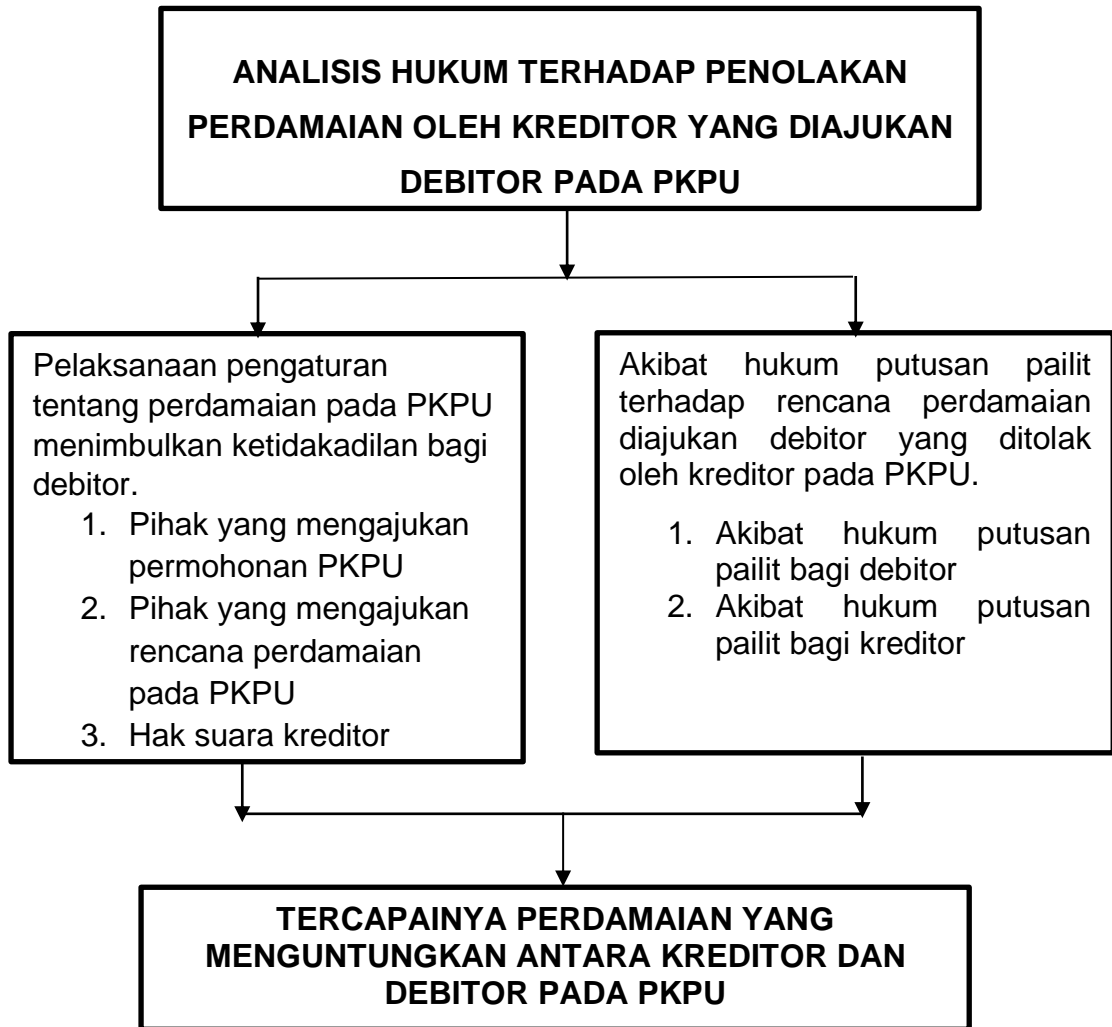 ANALISIS HUKUM TERHADAP PENOLAKAN
PERDAMAIAN OLEH KREDITOR YANG DIAJUKAN
DEBITOR PADA PKPU
Pelaksanaan pengaturan
tentang perdamaian pada PKPU
menimbulkan ketidakadilan bagi
debitor.
1. Pihak yang mengajukan
permohonan PKPU
2. Pihak yang mengajukan
rencana perdamaian
pada PKPU
3. Hak suara kreditor
Akibat hukum putusan pailit
terhadap rencana perdamaian
diajukan debitor yang ditolak
oleh kreditor pada PKPU.
1. Akibat hukum putusan
pailit bagi debitor
2. Akibat hukum putusan
pailit bagi kreditor
TERCAPAINYA PERDAMAIAN YANG
MENGUNTUNGKAN ANTARA KREDITOR DAN
DEBITOR PADA PKPU